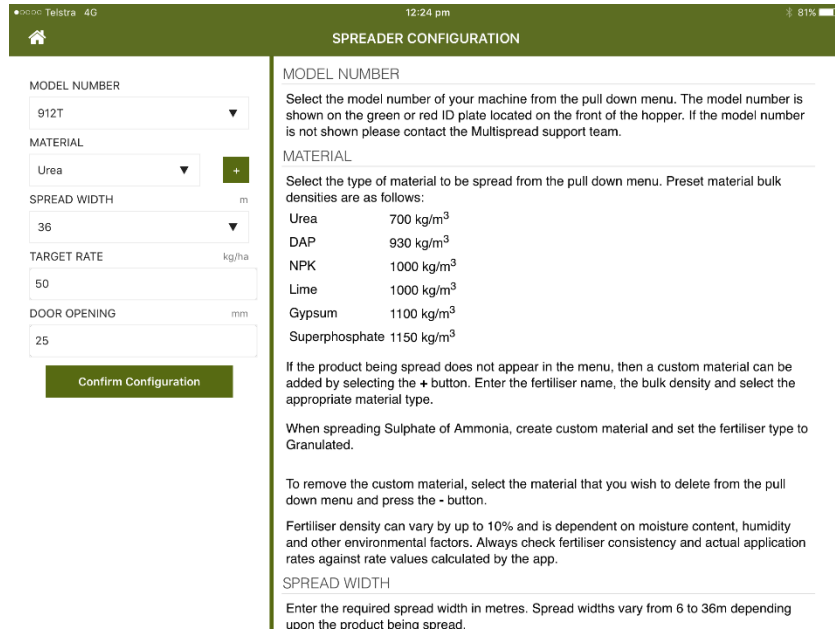 Telstra 4G 12:24 pm 81%
SPREADER CONFIGURATION
MODEL NUMBER
912T
MATERIAL
Urea
+
SPREAD WIDTH m
36
TARGET RATE kg/ha
50
DOOR OPENING mm
25
Confirm Configuration
MODEL NUMBER
Select the model number of your machine from the pull down menu. The model number is
shown on the green or red ID plate located on the front of the hopper. If the model number
is not shown please contact the Multispread support team.
MATERIAL
Select the type of material to be spread from the pull down menu. Preset material bulk
densities are as follows:
Urea 700 kg/m³
DAP 930 kg/m³
NPK 1000 kg/m³
Lime 1000 kg/m³
Gypsum 1100 kg/m³
Superphosphate 1150 kg/m³
If the product being spread does not appear in the menu, then a custom material can be
added by selecting the + button. Enter the fertiliser name, the bulk density and select the
appropriate material type.
When spreading Sulphate of Ammonia, create custom material and set the fertiliser type to
Granulated.
To remove the custom material, select the material that you wish to delete from the pull
down menu and press the - button.
Fertiliser density can vary by up to 10% and is dependent on moisture content, humidity
and other environmental factors. Always check fertiliser consistency and actual application
rates against rate values calculated by the app.
SPREAD WIDTH
Enter the required spread width in metres. Spread widths vary from 6 to 36m depending
upon the product being spread.